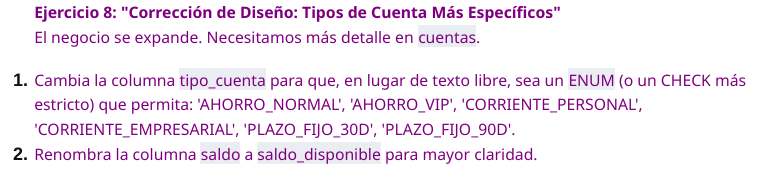 Ejercicio 8: "Corrección de Diseño: Tipos de Cuenta Más Específicos"
El negocio se expande. Necesitamos más detalle en cuentas.
1. Cambia la columna tipo_cuenta para que, en lugar de texto libre, sea un ENUM (o un CHECK más
estricto) que permita: 'AHORRO_NORMAL', 'AHORRO_VIP', 'CORRIENTE_PERSONAL',
'CORRIENTE_EMPRESARIAL', 'PLAZO_FIJO_30D', 'PLAZO_FIJO_90D'.
2. Renombra la columna saldo a saldo_disponible para mayor claridad.